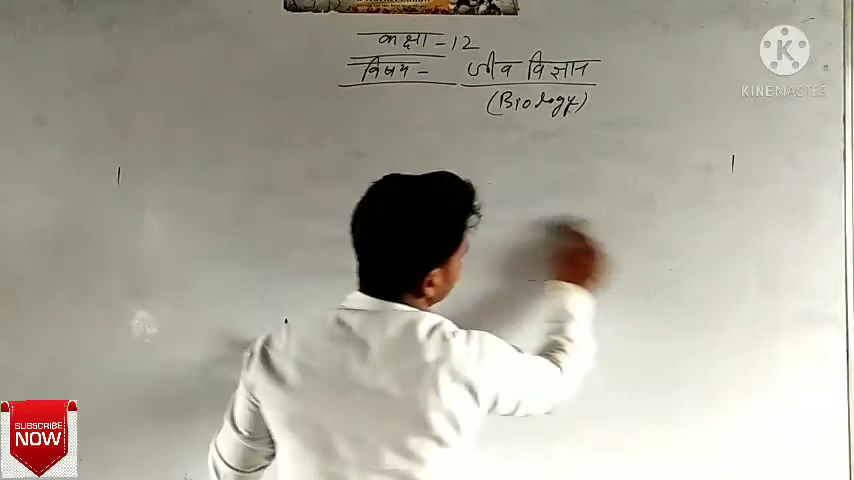 कक्षा - 12
विषय - जीव विज्ञान
(Biology)
KINEMASTER
SUBSCRIBE
NOW